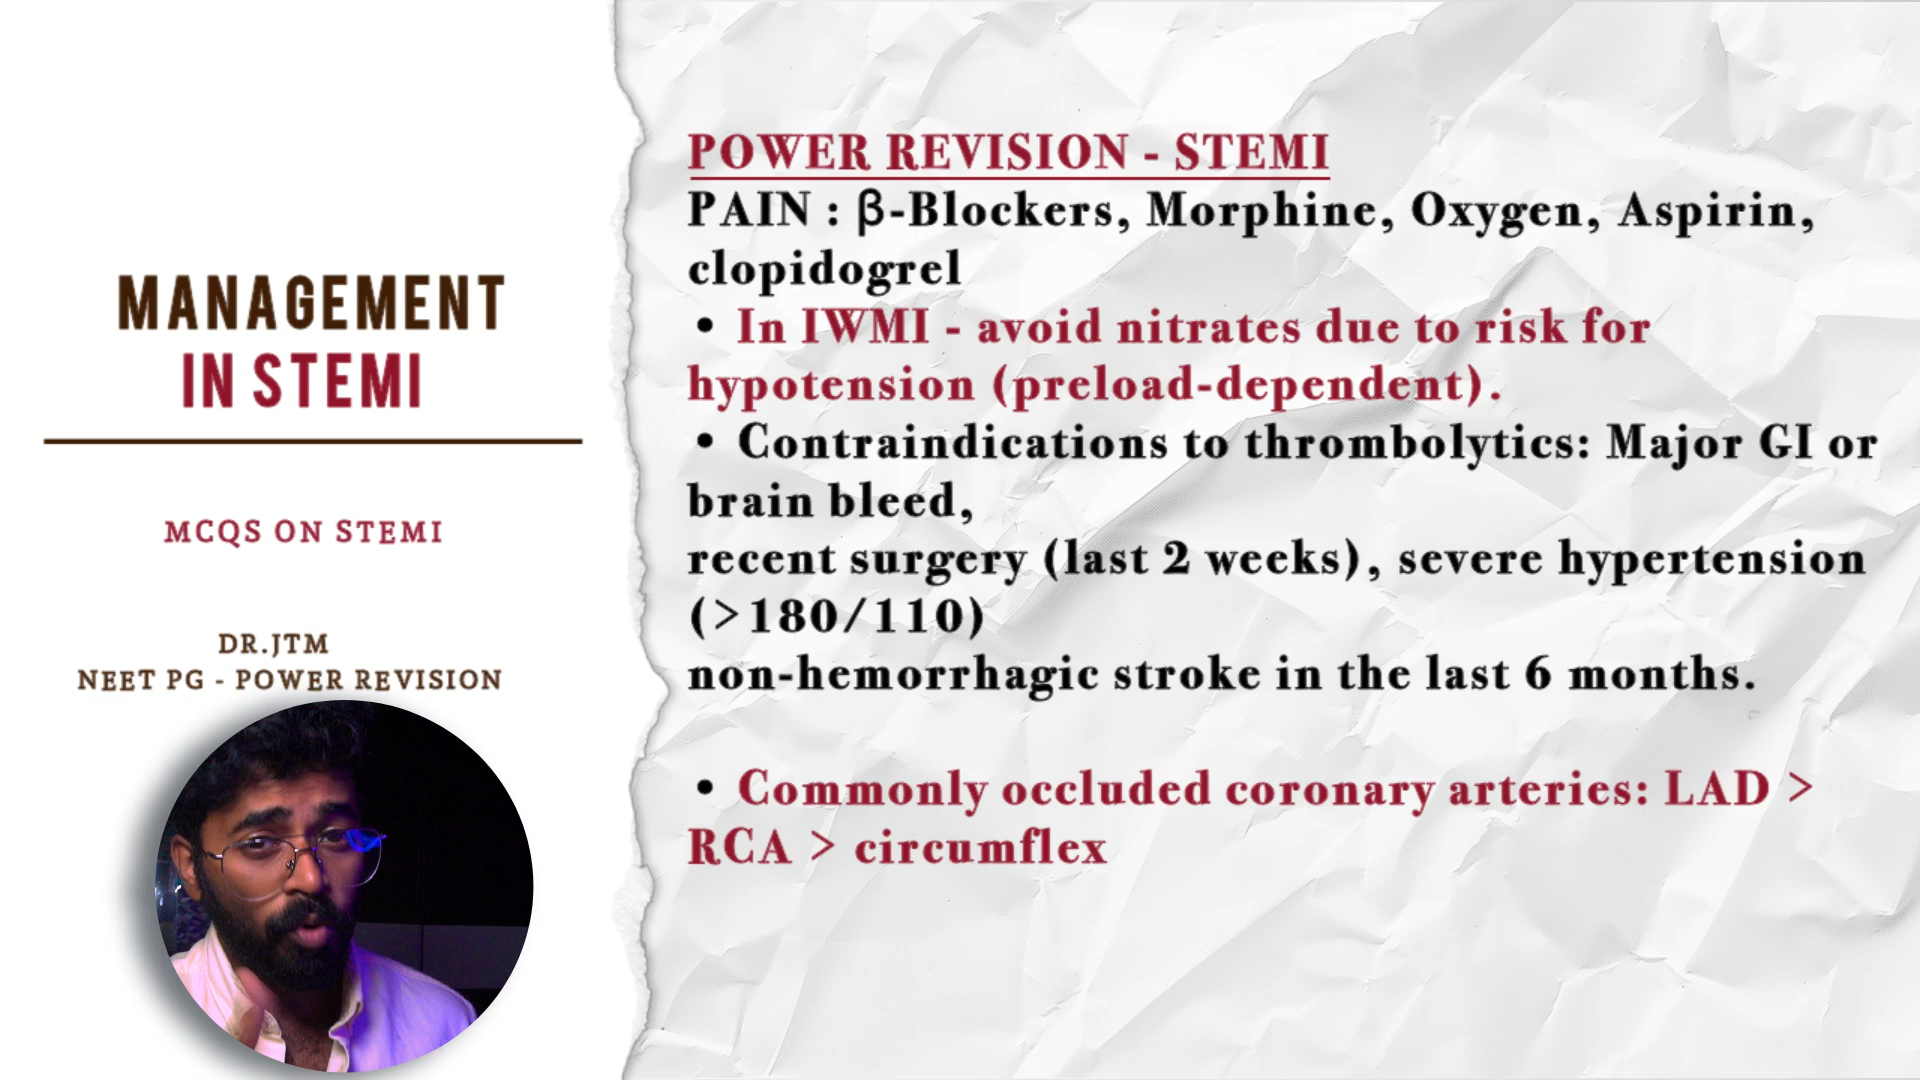 MANAGEMENT
IN STEMI
MCQS ON STEMI
DR.JTM
NEET PG - POWER REVISION
POWER REVISION - STEMI
PAIN : β-Blockers, Morphine, Oxygen, Aspirin,
clopidogrel
• In IWMI - avoid nitrates due to risk for
hypotension (preload-dependent).
• Contraindications to thrombolytics: Major GI or
brain bleed,
recent surgery (last 2 weeks), severe hypertension
(>180/110)
non-hemorrhagic stroke in the last 6 months.
• Commonly occluded coronary arteries: LAD >
RCA > circumflex